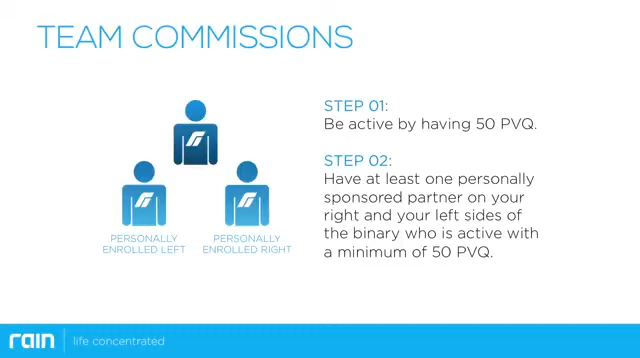 TEAM COMMISSIONS
STEP 01:
Be active by having 50 PVQ.
STEP 02:
Have at least one personally
sponsored partner on your
right and your left sides of
the binary who is active with
a minimum of 50 PVQ.
PERSONALLY
ENROLLED LEFT
PERSONALLY
ENROLLED RIGHT
rain
life concentrated